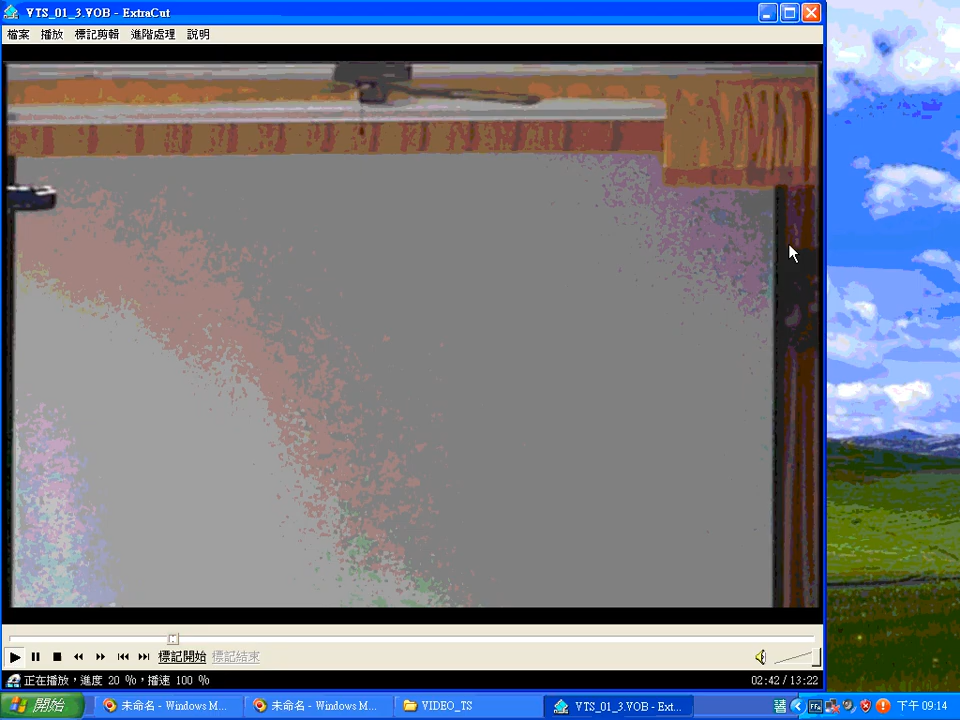 VTS_01_3.VOB - ExtraCut
檔案 播放 標記剪輯 進階處理 說明
標記開始 標記結束
正在播放，進度 20 %，播速 100 % 02:42 / 13:22
開始 未命名 - Windows M... 未命名 - Windows M... VIDEO_TS VTS_01_3.VOB - Ext... 下午 09:14